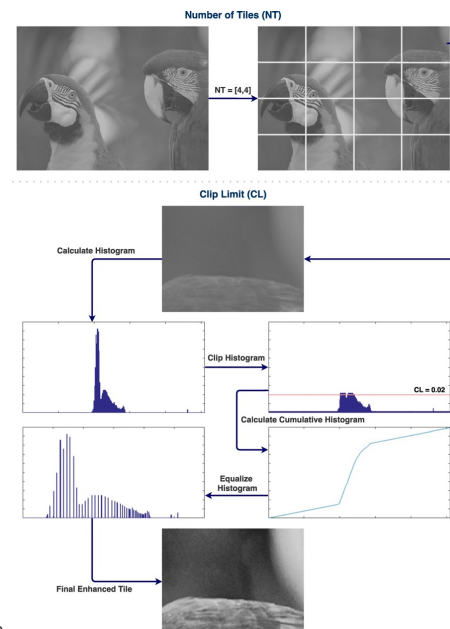 Number of Tiles (NT)
NT = [4,4]
Clip Limit (CL)
Calculate Histogram
Clip Histogram
CL = 0.02
Calculate Cumulative Histogram
Equalize
Histogram
Final Enhanced Tile